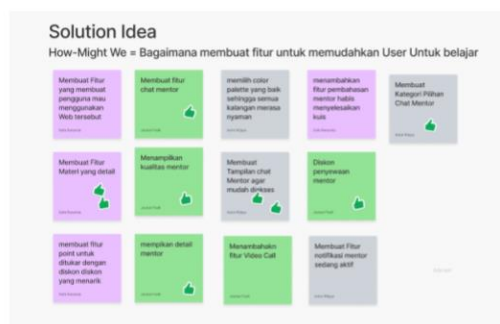 Solution Idea
How-Might We = Bagaimana membuat fitur untuk memudahkan User Untuk belajar
Membuat Fitur
yang membuat
pengguna mau
menggunakan
Web tersebut
Membuat fitur
chat mentor
memilih color
palette yang baik
sehingga semua
kalangan merasa
nyaman
menambahkan
fitur pembahasan
mentor habis
menyelesaikan
kuis
Membuat
Kategori Pilihan
Chat Mentor
Membuat Fitur
Materi yang detail
Menampilkan
kualitas mentor
Membuat
Tampilan chat
Mentor agar
mudah diakses
Diskon
penyewaan
mentor
membuat fitur
point untuk
ditukar dengan
diskon diskon
yang menarik
mempilkan detail
mentor
Menambahakn
fitur Video Call
Membuat Fitur
notifikasi mentor
sedang aktif